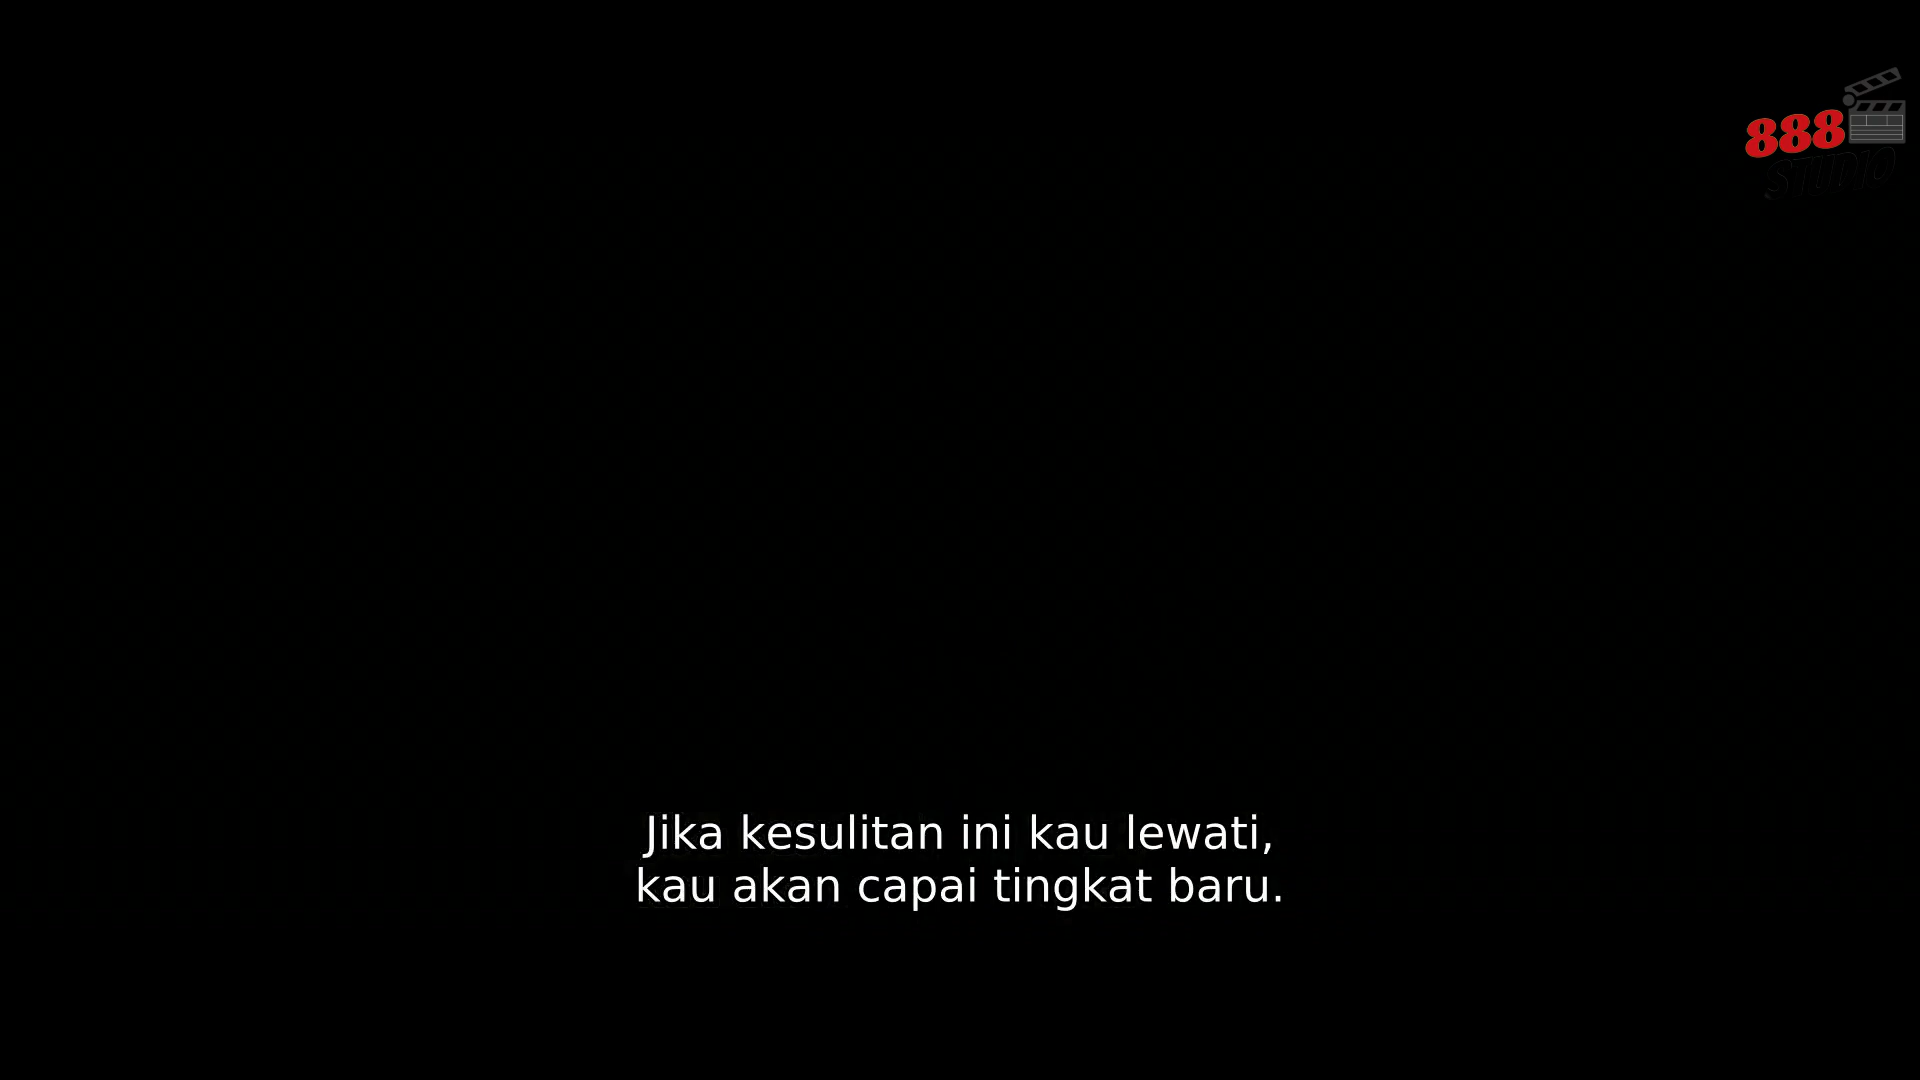 888
STUDIO
Jika kesulitan ini kau lewati,
kau akan capai tingkat baru.